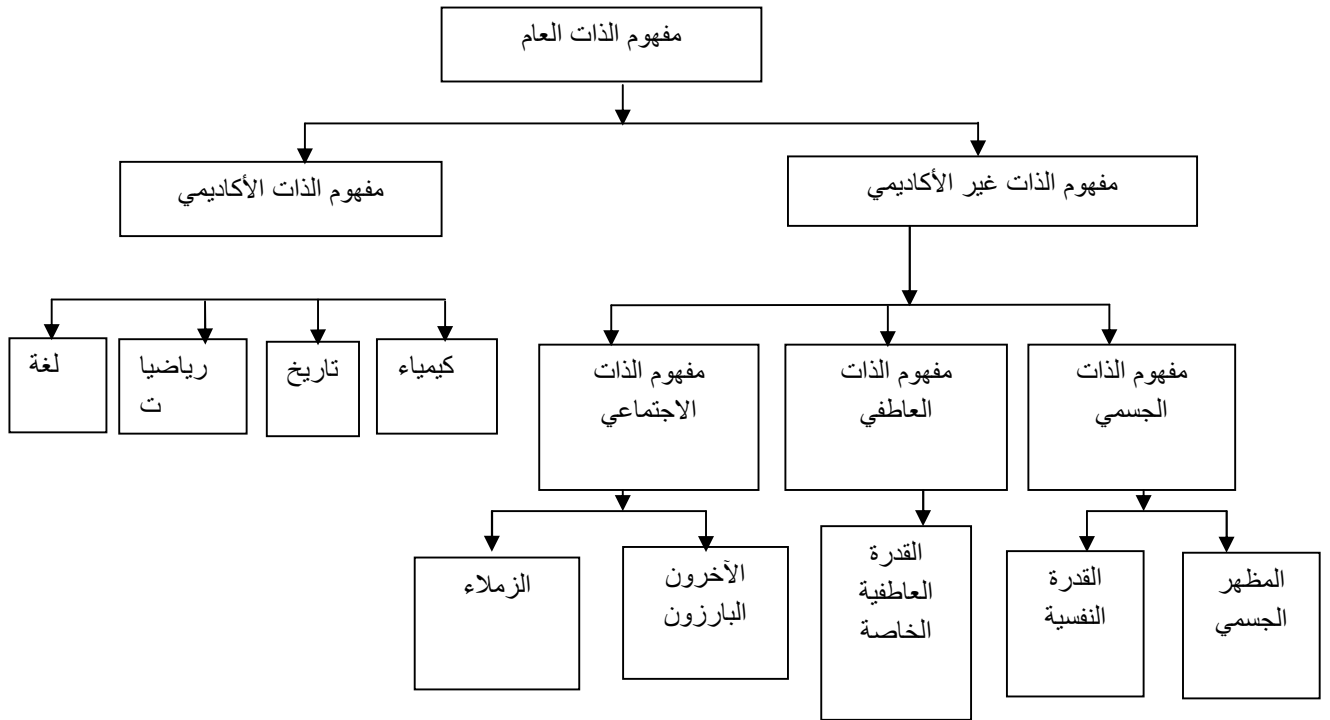 مفهوم الذات العام
مفهوم الذات غير الأكاديمي
مفهوم الذات الأكاديمي
كيمياء
تاريخ
رياضيا
ت
لغة
مفهوم الذات
الجسمي
مفهوم الذات
العاطفي
مفهوم الذات
الاجتماعي
المظهر
الجسمي
القدرة
النفسية
القدرة
العاطفية
الخاصة
الآخرون
البارزون
الزملاء